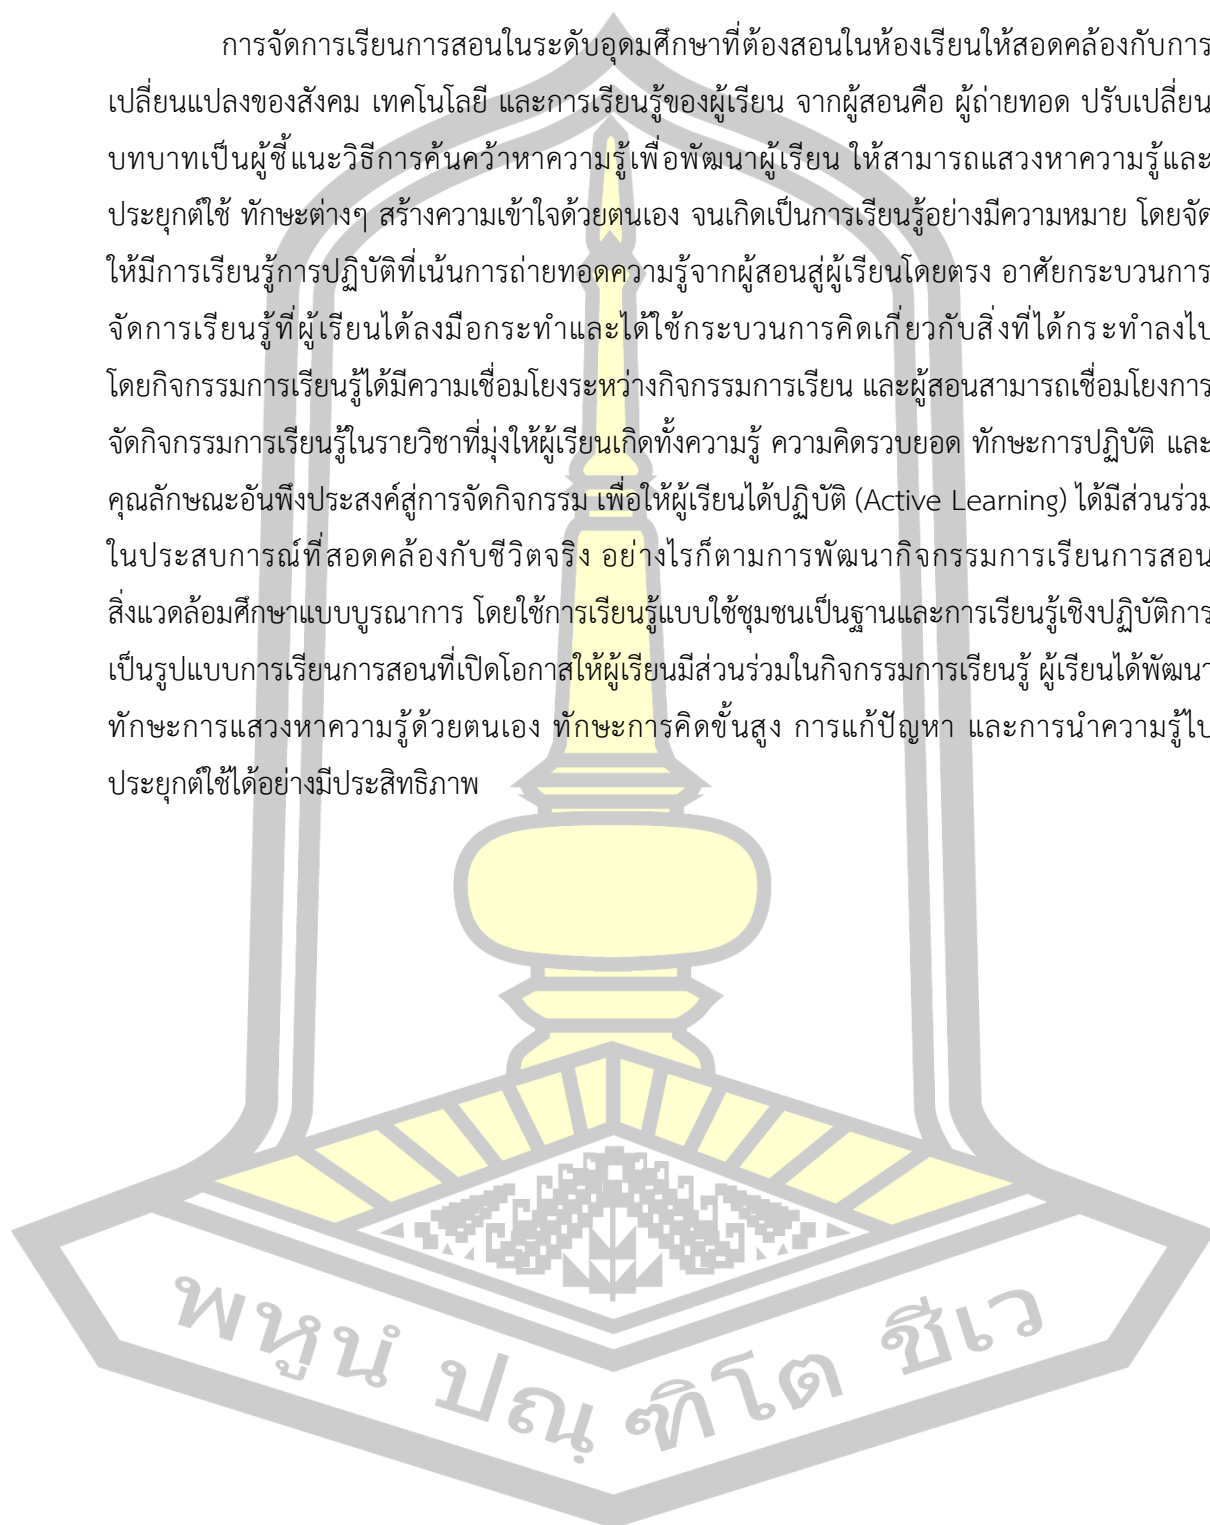 การจัดการเรียนการสอนในระดับอุดมศึกษาที่ต้องสอนในห้องเรียนให้สอดคล้องกับการ
เปลี่ยนแปลงของสังคม เทคโนโลยี และการเรียนรู้ของผู้เรียน จากผู้สอนคือ ผู้ถ่ายทอด ปรับเปลี่ยน
บทบาทเป็นผู้ชี้แนะวิธีการค้นคว้าหาความรู้เพื่อพัฒนาผู้เรียน ให้สามารถแสวงหาความรู้และ
ประยุกต์ใช้ ทักษะต่างๆ สร้างความเข้าใจด้วยตนเอง จนเกิดเป็นการเรียนรู้อย่างมีความหมาย โดยจัด
ให้มีการเรียนรู้การปฏิบัติที่เน้นการถ่ายทอดความรู้จากผู้สอนสู่ผู้เรียนโดยตรง อาศัยกระบวนการ
จัดการเรียนรู้ที่ผู้เรียนได้ลงมือกระทำและได้ใช้กระบวนการคิดเกี่ยวกับสิ่งที่ได้กระทำลงไป
โดยกิจกรรมการเรียนรู้ได้มีความเชื่อมโยงระหว่างกิจกรรมการเรียน และผู้สอนสามารถเชื่อมโยงการ
จัดกิจกรรมการเรียนรู้ในรายวิชาที่มุ่งให้ผู้เรียนเกิดทั้งความรู้ ความคิดรวบยอด ทักษะการปฏิบัติ และ
คุณลักษณะอันพึงประสงค์สู่การจัดกิจกรรม เพื่อให้ผู้เรียนได้ปฏิบัติ (Active Learning) ได้มีส่วนร่วม
ในประสบการณ์ที่สอดคล้องกับชีวิตจริง อย่างไรก็ตามการพัฒนากิจกรรมการเรียนการสอน
สิ่งแวดล้อมศึกษาแบบบูรณาการ โดยใช้การเรียนรู้แบบใช้ชุมชนเป็นฐานและการเรียนรู้เชิงปฏิบัติการ
เป็นรูปแบบการเรียนการสอนที่เปิดโอกาสให้ผู้เรียนมีส่วนร่วมในกิจกรรมการเรียนรู้ ผู้เรียนได้พัฒนา
ทักษะการแสวงหาความรู้ด้วยตนเอง ทักษะการคิดขั้นสูง การแก้ปัญหา และการนำความรู้ไป
ประยุกต์ใช้ได้อย่างมีประสิทธิภาพ
พหูนํ ปณฺฑิโต ชีเว